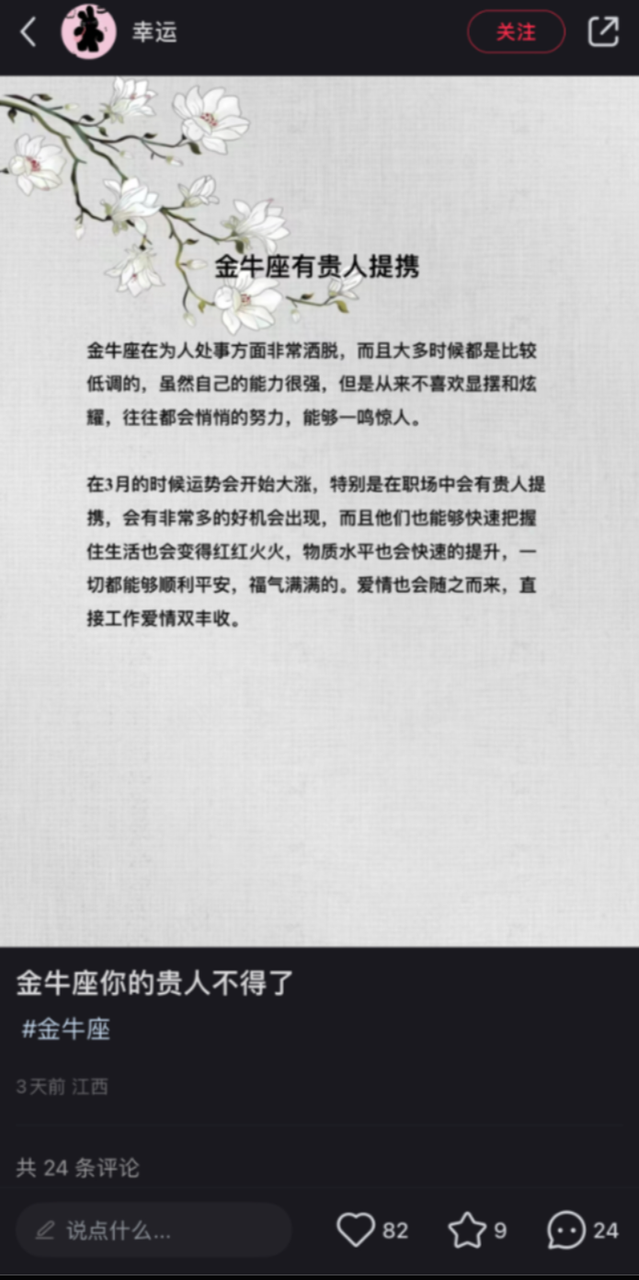 幸运
关注
金牛座有贵人提携
金牛座在为人处事方面非常洒脱，而且大多时候都是比较
低调的，虽然自己的能力很强，但是从来不喜欢显摆和炫
耀，往往都会悄悄的努力，能够一鸣惊人。
在3月的时候运势会开始大涨，特别是在职场中会有贵人提
携，会有非常多的好机会出现，而且他们也能够快速把握
住生活也会变得红红火火，物质水平也会快速的提升，一
切都能够顺利平安，福气满满的。爱情也会随之而来，直
接工作爱情双丰收。
金牛座你的贵人不得了
#金牛座
3天前 江西
共 24 条评论
说点什么...
82
9
24